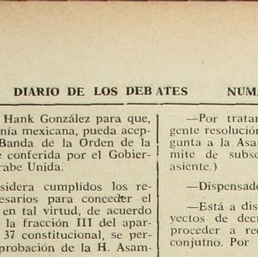 DIARIO DE LOS DEBATES NUM.
Hank González para que,
nía mexicana, pueda acep-
Banda de la Orden de la
e conferida por el Gobier-
rabe Unida.
sidera cumplidos los re-
esarios para conceder el
en tal virtud, de acuerdo
la fracción III del apar-
37 constitucional, se per-
probación de la H. Asam-
—Por tratar
gente resolución
gunta a la Asa
mite de subse
asiente.)
—Dispensado
—Está a dis
yectos de decr
proceder a rec
conjutno. Por